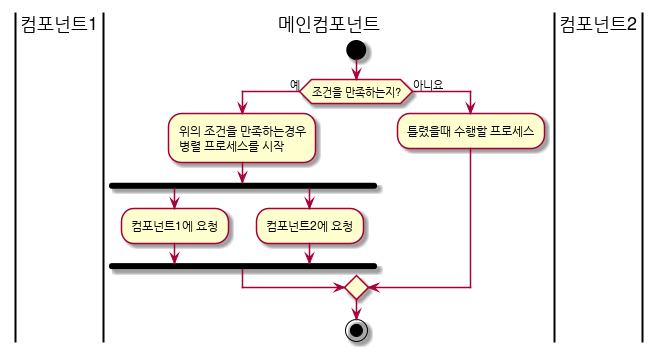 컴포넌트1
메인컴포넌트
컴포넌트2
조건을 만족하는지?
예
아니요
위의 조건을 만족하는경우
병렬 프로세스를 시작
틀렸을때 수행할 프로세스
컴포넌트1에 요청
컴포넌트2에 요청